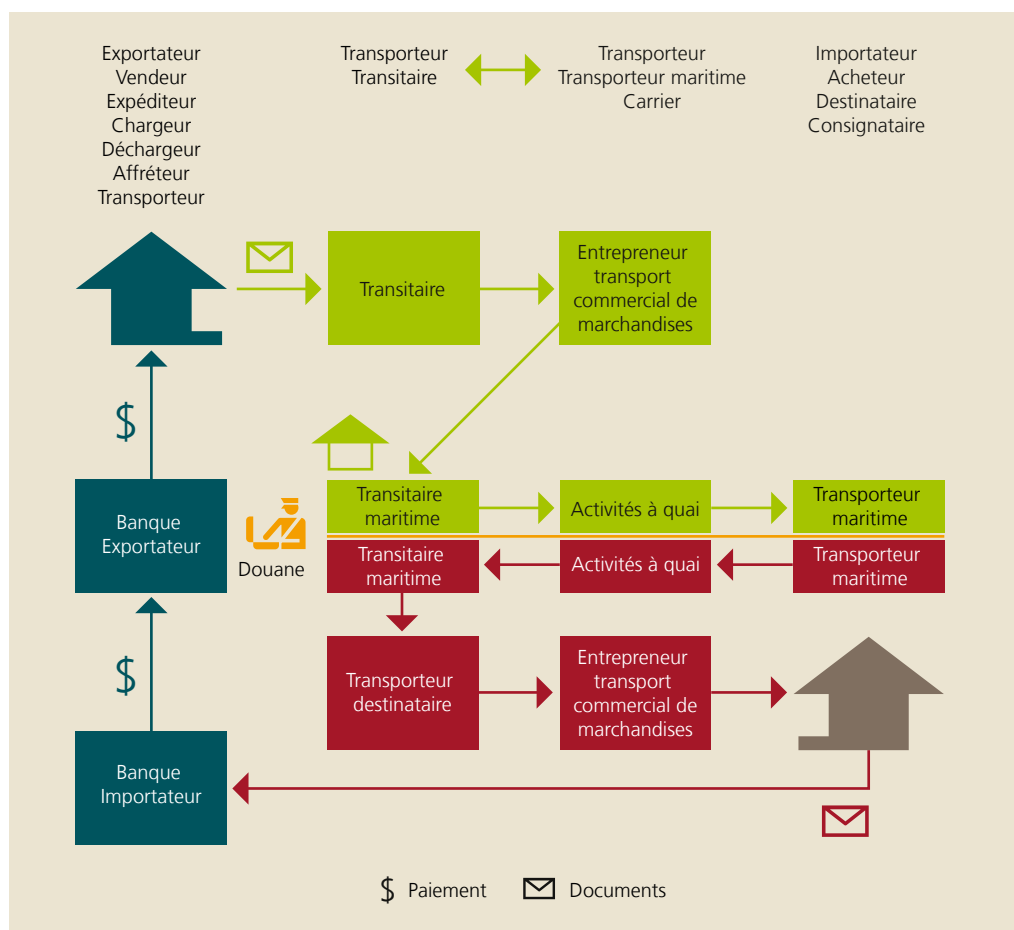 Exportateur
Vendeur
Expéditeur
Chargeur
Déchargeur
Affréteur
Transporteur
Transporteur
Transitaire
Transporteur
Transporteur maritime
Carrier
Importateur
Acheteur
Destinataire
Consignataire
Transitaire
Entrepreneur
transport
commercial de
marchandises
$
Transitaire
maritime
Activités à quai
Transporteur
maritime
Banque
Exportateur
Douane
Transitaire
maritime
Activités à quai
Transporteur
maritime
$
Transporteur
destinataire
Entrepreneur
transport
commercial de
marchandises
Banque
Importateur
$ Paiement
Documents